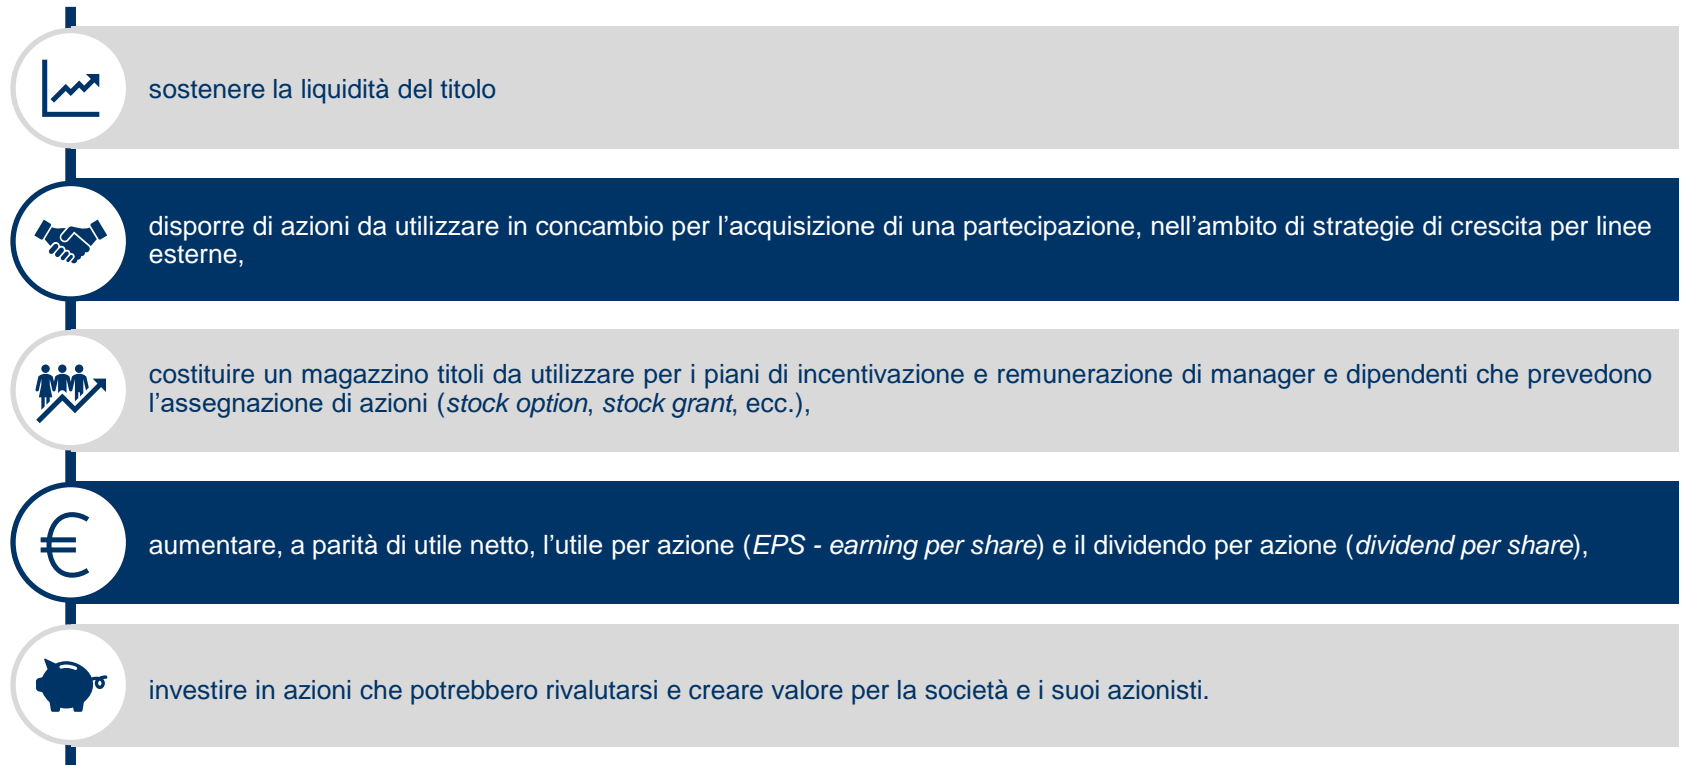 sostenere la liquidità del titolo
disporre di azioni da utilizzare in concambio per l’acquisizione di una partecipazione, nell’ambito di strategie di crescita per linee
esterne,
costituire un magazzino titoli da utilizzare per i piani di incentivazione e remunerazione di manager e dipendenti che prevedono
l’assegnazione di azioni (stock option, stock grant, ecc.),
€
aumentare, a parità di utile netto, l’utile per azione (EPS - earning per share) e il dividendo per azione (dividend per share),
investire in azioni che potrebbero rivalutarsi e creare valore per la società e i suoi azionisti.